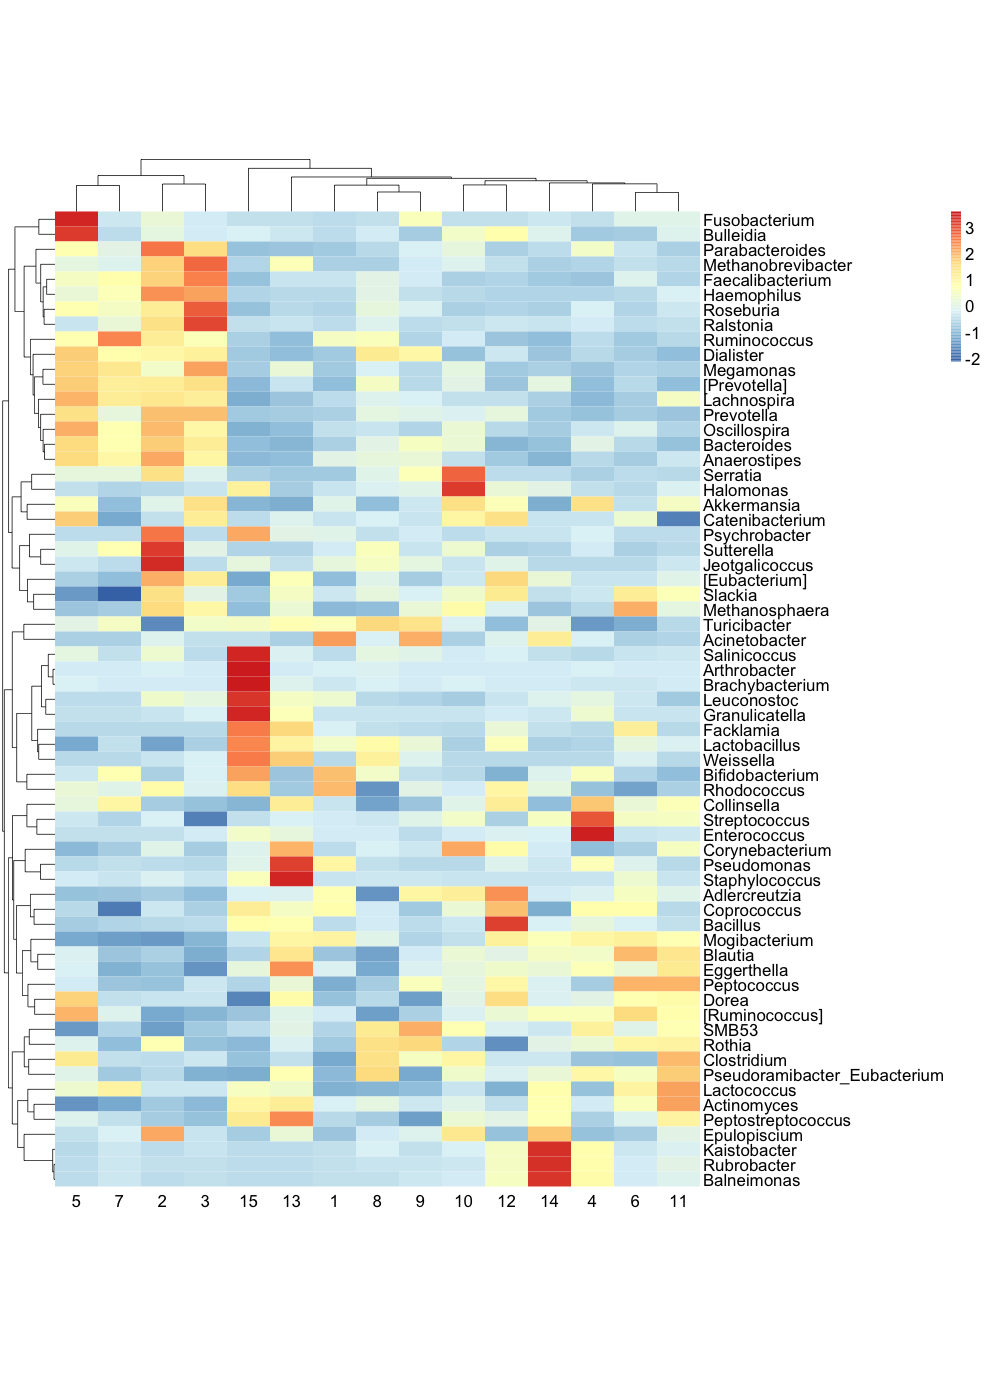 Fusobacterium
Bulleidia
Parabacteroides
Methanobrevibacter
Faecalibacterium
Haemophilus
Roseburia
Ralstonia
Ruminococcus
Dialister
Megamonas
[Prevotella]
Lachnospira
Prevotella
Oscillospira
Bacteroides
Anaerostipes
Serratia
Halomonas
Akkermansia
Catenibacterium
Psychrobacter
Sutterella
Jeotgalicoccus
[Eubacterium]
Slackia
Methanosphaera
Turicibacter
Acinetobacter
Salinicoccus
Arthrobacter
Brachybacterium
Leuconostoc
Granulicatella
Facklamia
Lactobacillus
Weissella
Bifidobacterium
Rhodococcus
Collinsella
Streptococcus
Enterococcus
Corynebacterium
Pseudomonas
Staphylococcus
Adlercreutzia
Coprococcus
Bacillus
Mogibacterium
Blautia
Eggerthella
Peptococcus
Dorea
[Ruminococcus]
SMB53
Rothia
Clostridium
Pseudoramibacter_Eubacterium
Lactococcus
Actinomyces
Peptostreptococcus
Epulopiscium
Kaistobacter
Rubrobacter
Balneimonas
5 7 2 3 15 13 1 8 9 10 12 14 4 6 11
3
2
1
0
-1
-2